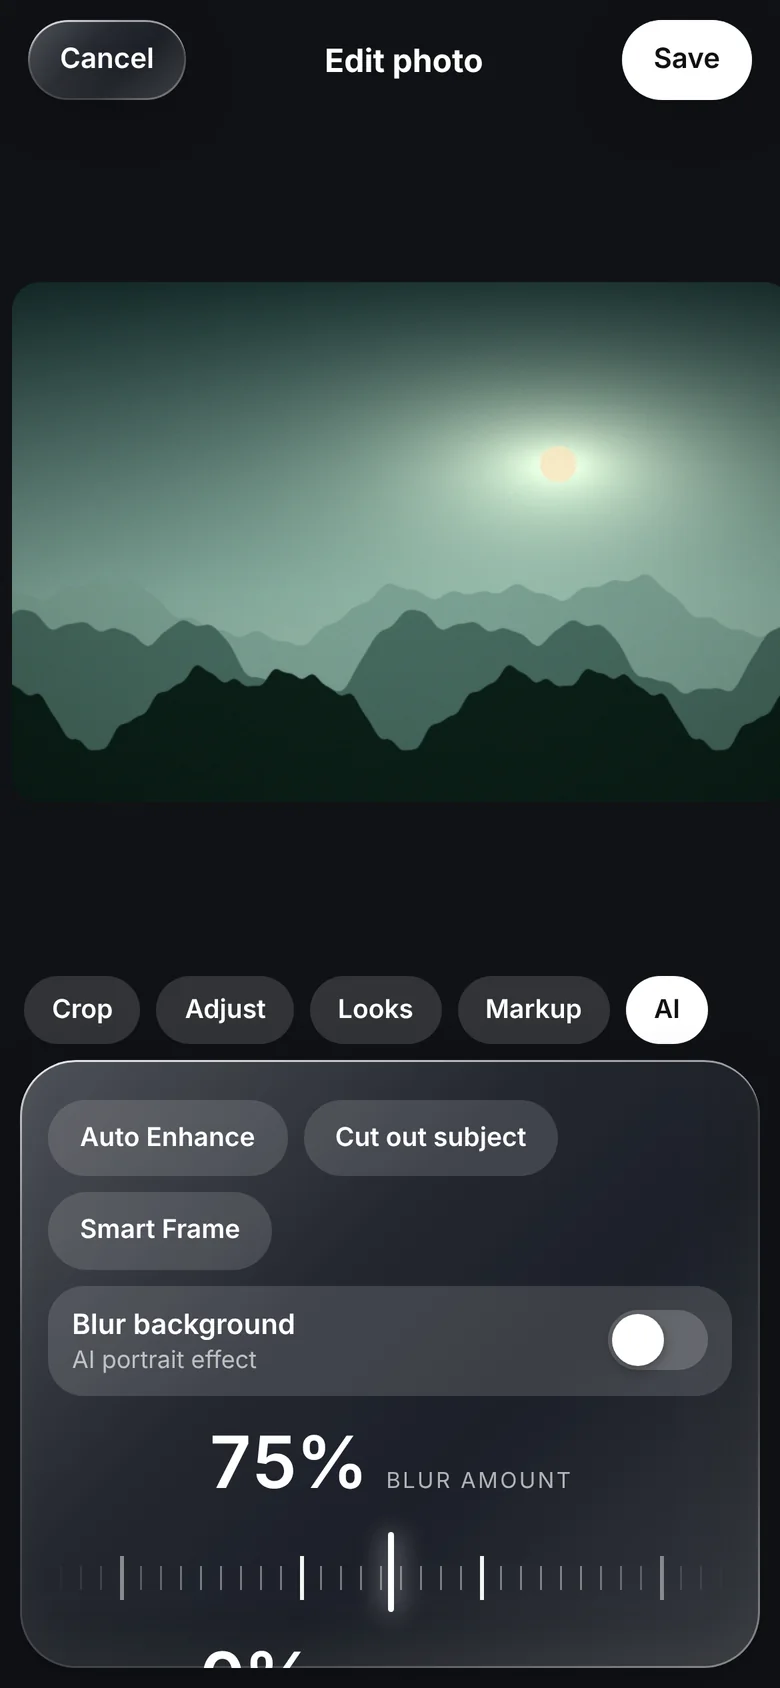 Cancel
Edit photo
Save
Crop
Adjust
Looks
Markup
AI
Auto Enhance
Cut out subject
Smart Frame
Blur background
AI portrait effect
75% BLUR AMOUNT
0%